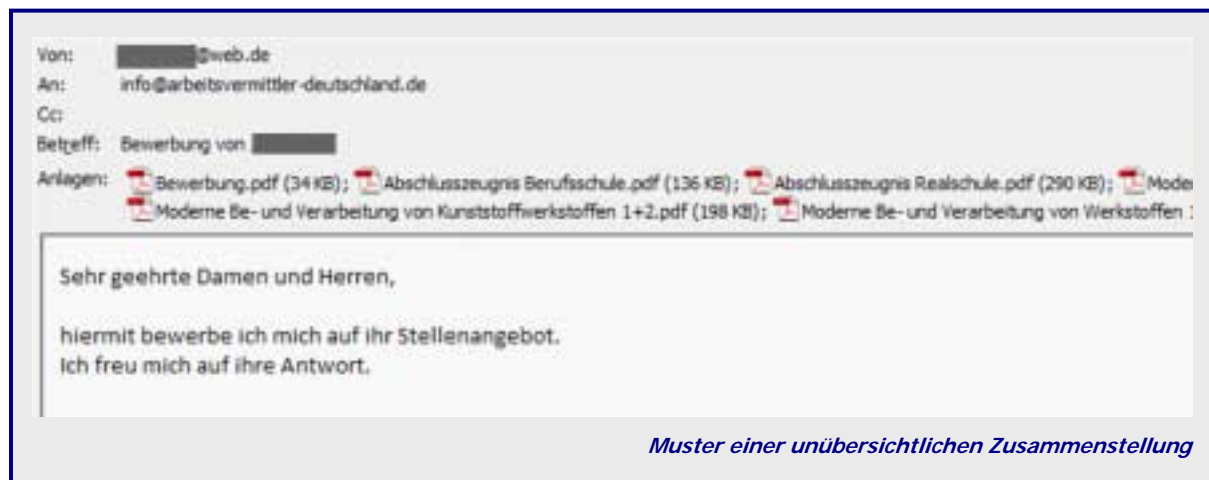 Von: @web.de
An: info@arbeitsvermittler-deutschland.de
Cc:
Betreff: Bewerbung von
Anlagen: Bewerbung.pdf (34 KB); Abschlusszeugnis Berufsschule.pdf (136 KB); Abschlusszeugnis Realschule.pdf (290 KB); Moder
Moderne Be- und Verarbeitung von Kunststoffwerkstoffen 1+2.pdf (198 KB); Moderne Be- und Verarbeitung von Werkstoffen 1
Sehr geehrte Damen und Herren,
hiermit bewerbe ich mich auf ihr Stellenangebot.
Ich freu mich auf ihre Antwort.
Muster einer unübersichtlichen Zusammenstellung